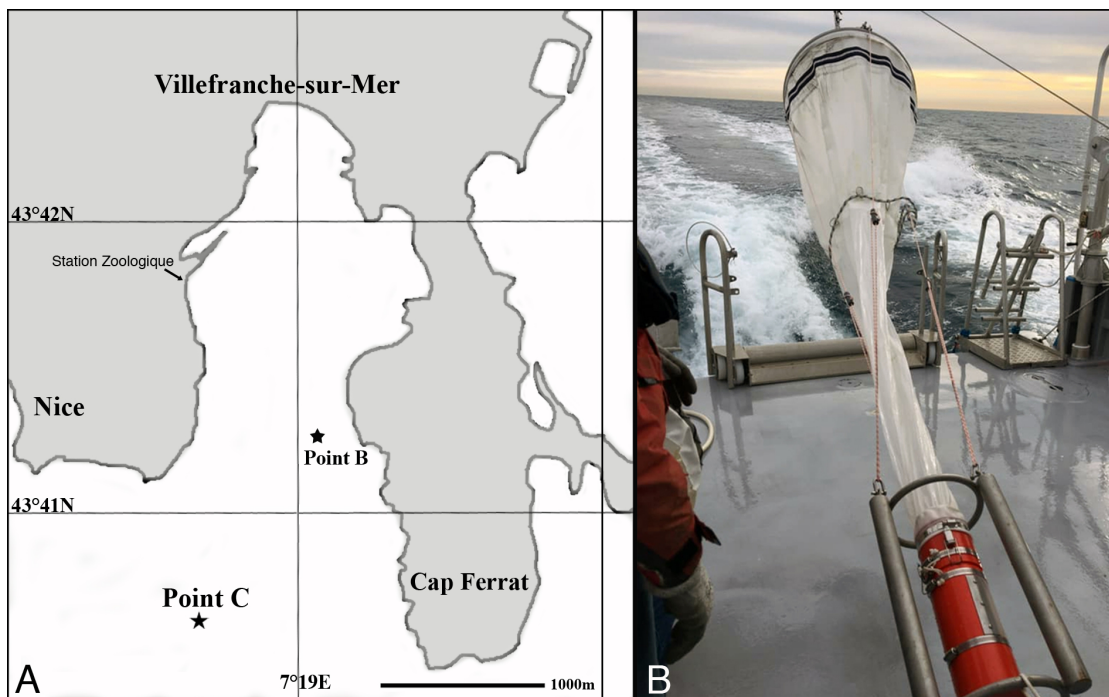 Villefranche-sur-Mer
43°42N
Station Zoologique
Nice
Point B
43°41N
Point C
Cap Ferrat
7°19E
1000m
A
B